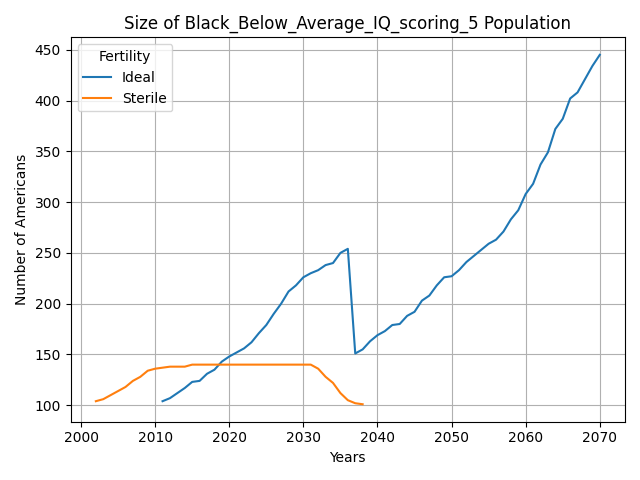 Size of Black_Below_Average_IQ_scoring_5 Population
Fertility
Ideal
Sterile
Number of Americans
450
400
350
300
250
200
150
100
2000 2010 2020 2030 2040 2050 2060 2070
Years